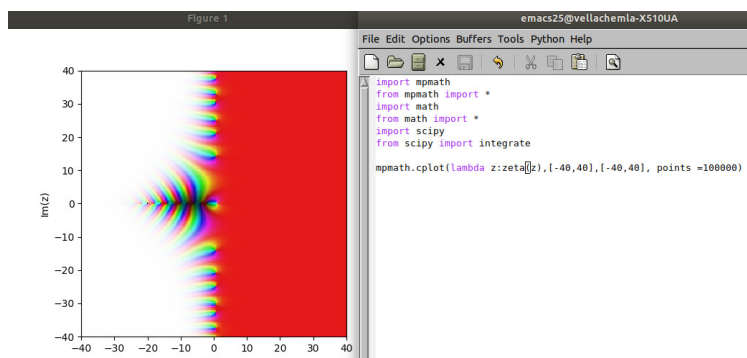 Figure 1
emacs25@vellachemla-X510UA
File Edit Options Buffers Tools Python Help
import mpmath
from mpmath import *
import math
from math import *
import scipy
from scipy import integrate
mpmath.cplot(lambda z:zeta(z),[-40,40],[-40,40], points =100000)
40
30
20
10
0
−10
−20
−30
−40
Im(z)
−40 −30 −20 −10 0 10 20 30 40